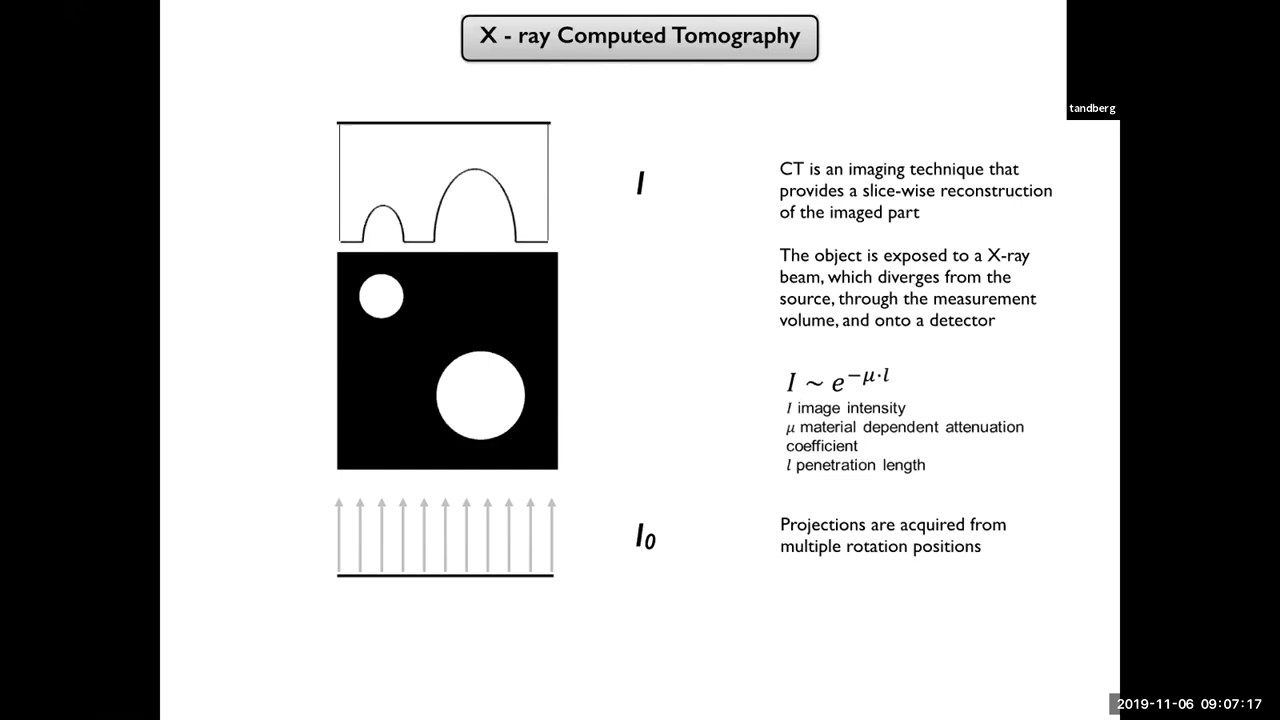 X - ray Computed Tomography
tandberg
I
CT is an imaging technique that
provides a slice-wise reconstruction
of the imaged part
The object is exposed to a X-ray
beam, which diverges from the
source, through the measurement
volume, and onto a detector
I ~ e^{−μ·l}
I image intensity
μ material dependent attenuation
coefficient
l penetration length
I₀
Projections are acquired from
multiple rotation positions
2019-11-06 09:07:17